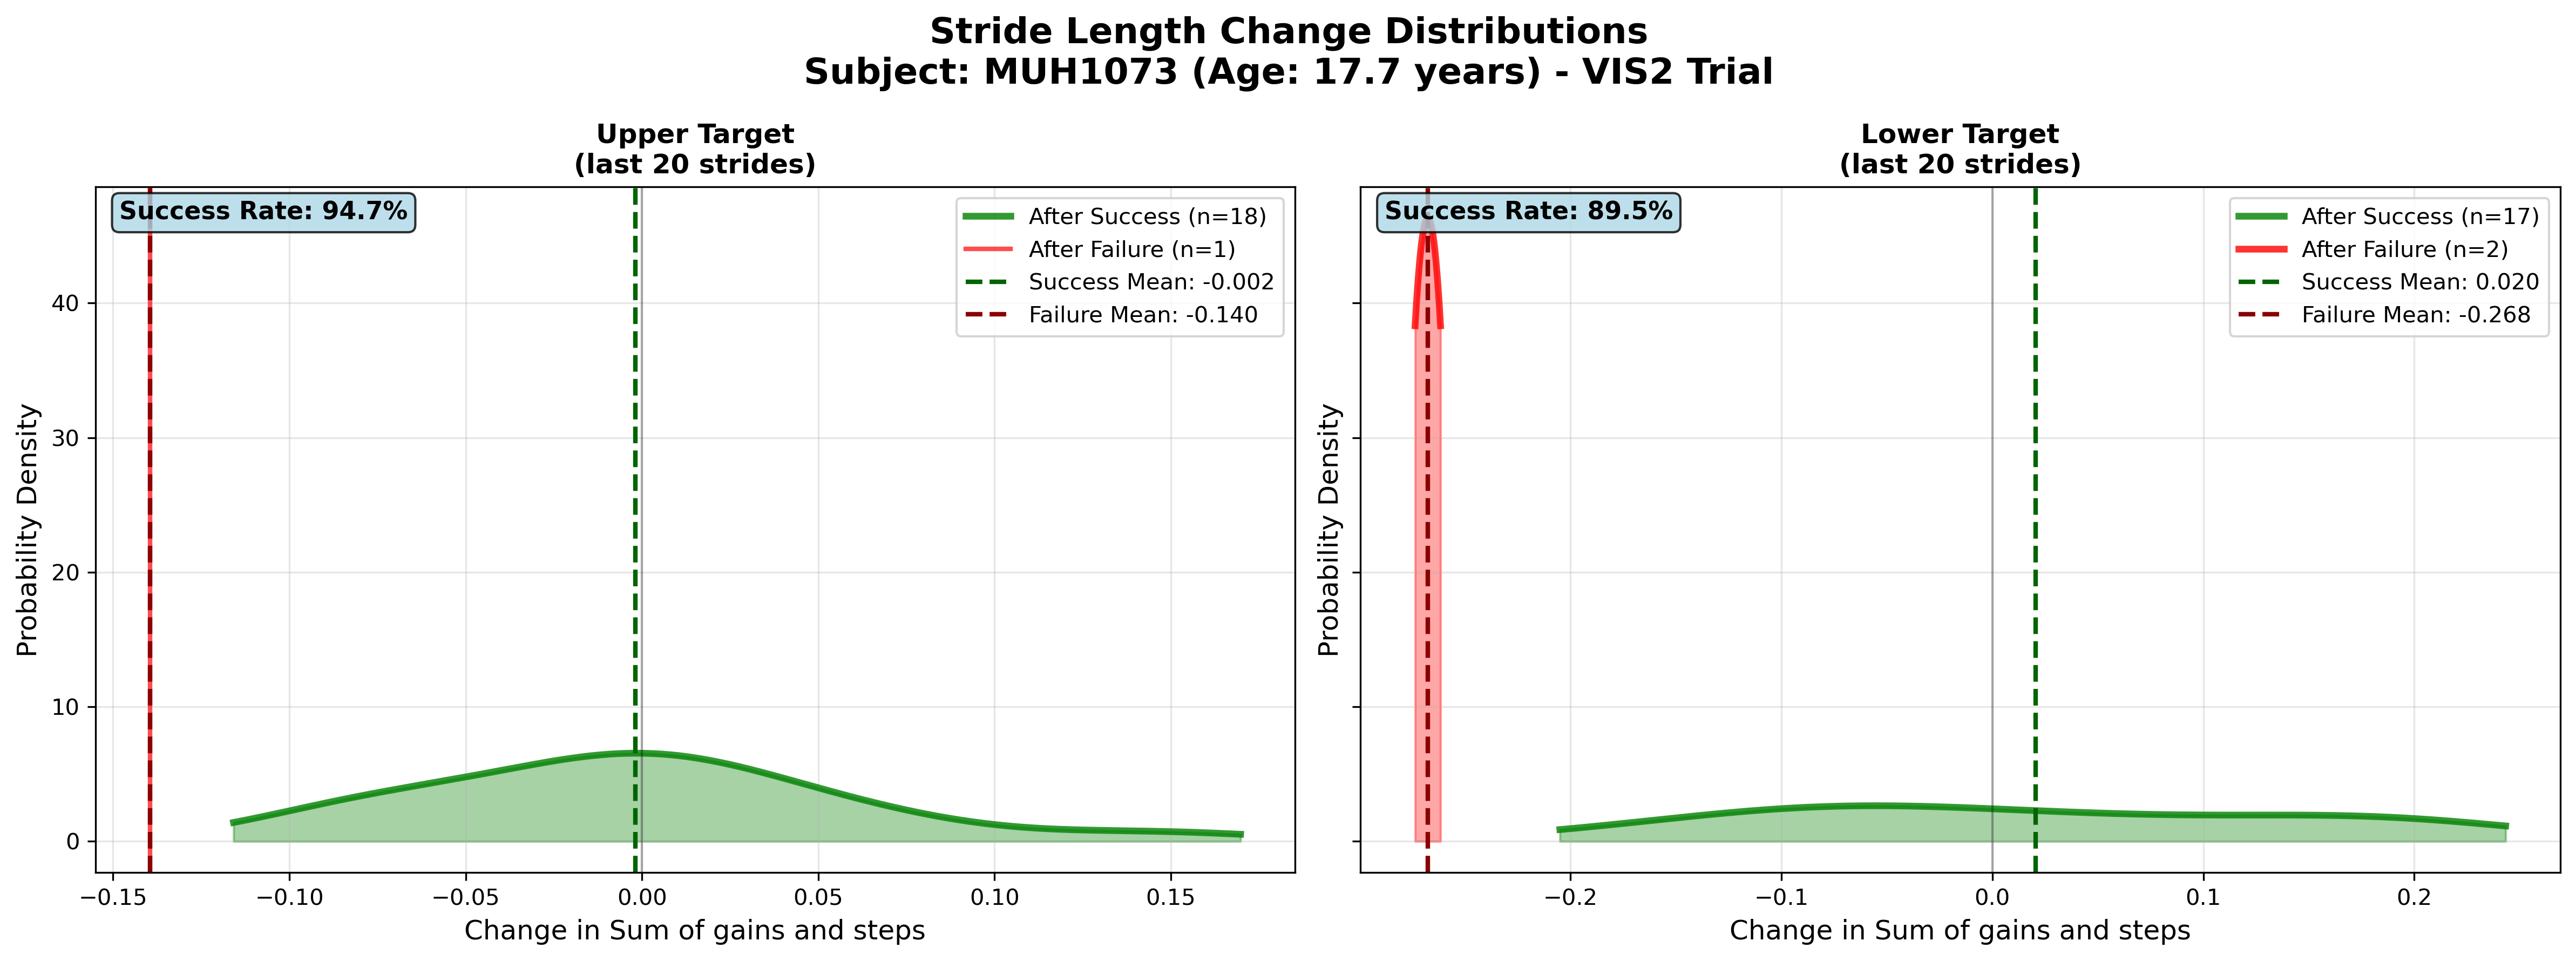 Stride Length Change Distributions
Subject: MUH1073 (Age: 17.7 years) - VIS2 Trial
Upper Target
(last 20 strides)
Success Rate: 94.7%
After Success (n=18)
After Failure (n=1)
Success Mean: -0.002
Failure Mean: -0.140
Probability Density
40
30
20
10
0
−0.15
−0.10
−0.05
0.00
0.05
0.10
0.15
Change in Sum of gains and steps
Lower Target
(last 20 strides)
Success Rate: 89.5%
After Success (n=17)
After Failure (n=2)
Success Mean: 0.020
Failure Mean: -0.268
Probability Density
−0.2
−0.1
0.0
0.1
0.2
Change in Sum of gains and steps